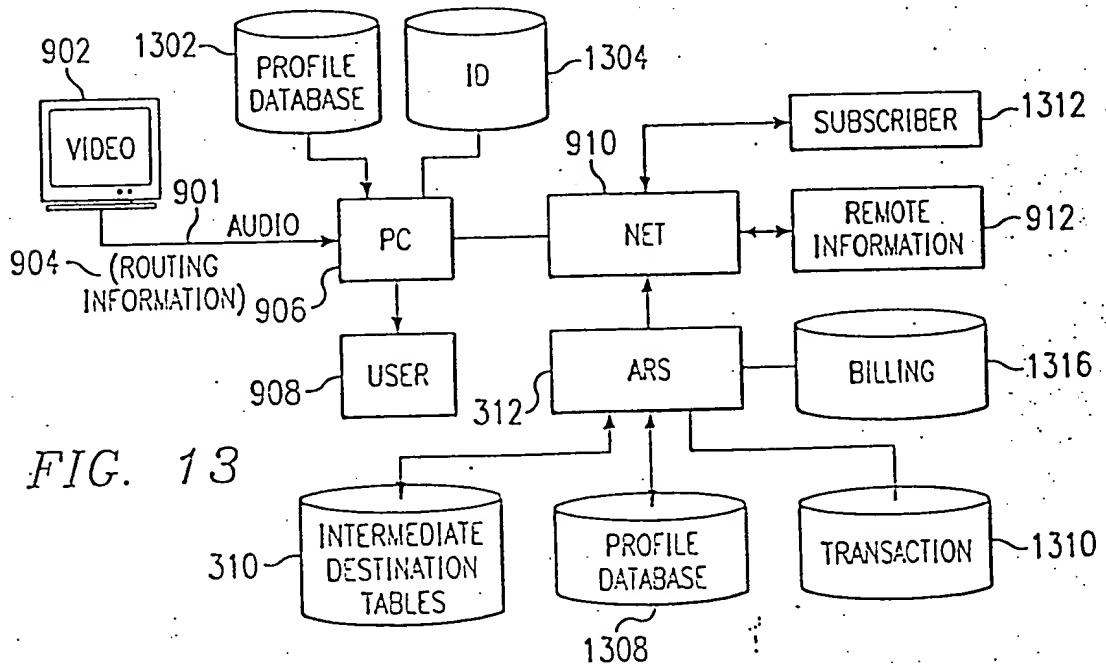 1302
902
PROFILE
DATABASE
ID
1304
VIDEO
910
SUBSCRIBER
1312
901
AUDIO
PC
NET
REMOTE
INFORMATION
912
904
(ROUTING
INFORMATION)
906
USER
908
ARS
312
BILLING
1316
FIG. 13
310
INTERMEDIATE
DESTINATION
TABLES
PROFILE
DATABASE
1308
TRANSACTION
1310